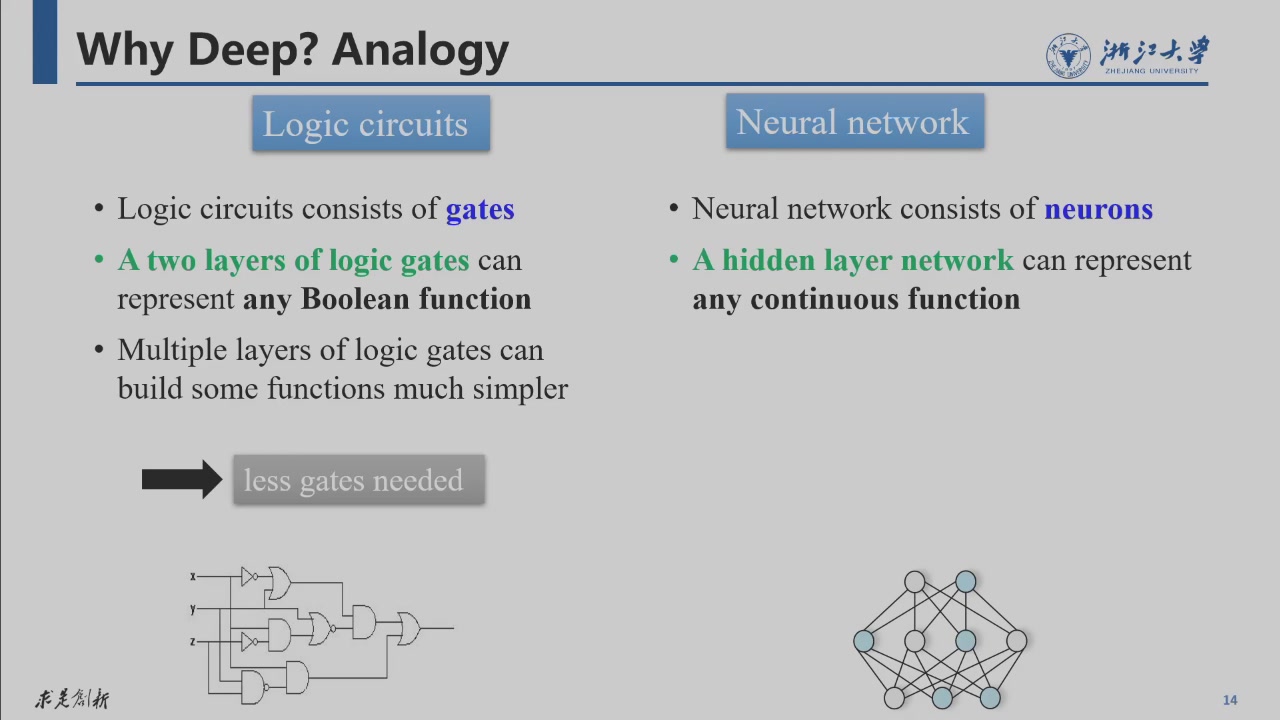 Why Deep? Analogy
浙江大学
ZHEJIANG UNIVERSITY
Logic circuits
• Logic circuits consists of gates
• A two layers of logic gates can
represent any Boolean function
• Multiple layers of logic gates can
build some functions much simpler
less gates needed
x
y
z
Neural network
• Neural network consists of neurons
• A hidden layer network can represent
any continuous function
求是创新
14